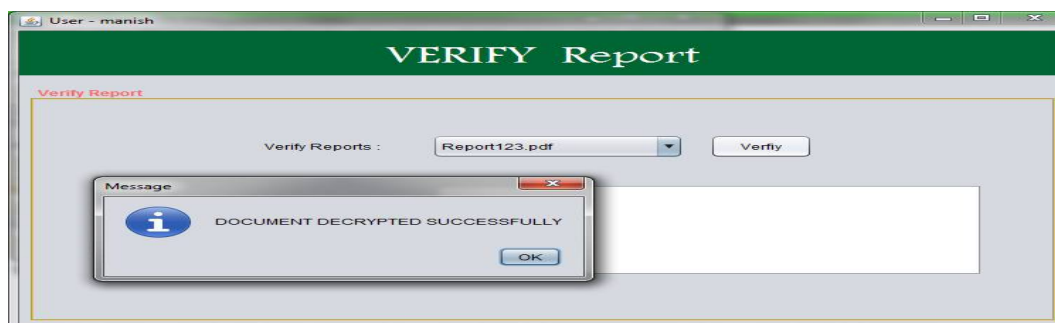 User - manish
VERIFY Report
Verify Report
Verify Reports :
Report123.pdf
Verfiy
Message
DOCUMENT DECRYPTED SUCCESSFULLY
OK